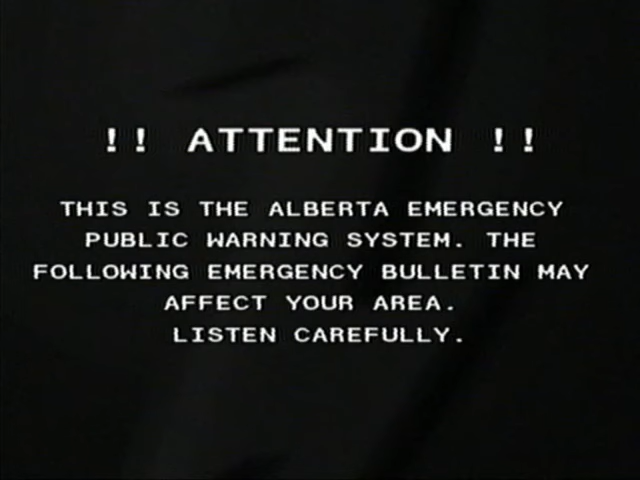 !! ATTENTION !!
THIS IS THE ALBERTA EMERGENCY
PUBLIC WARNING SYSTEM. THE
FOLLOWING EMERGENCY BULLETIN MAY
AFFECT YOUR AREA.
LISTEN CAREFULLY.